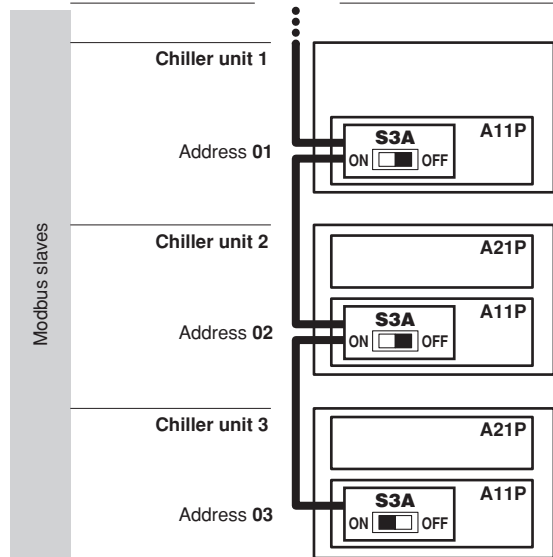 Modbus slaves
Chiller unit 1
A11P
S3A
Address 01
ON OFF
Chiller unit 2
A21P
A11P
S3A
Address 02
ON OFF
Chiller unit 3
A21P
A11P
S3A
Address 03
ON OFF